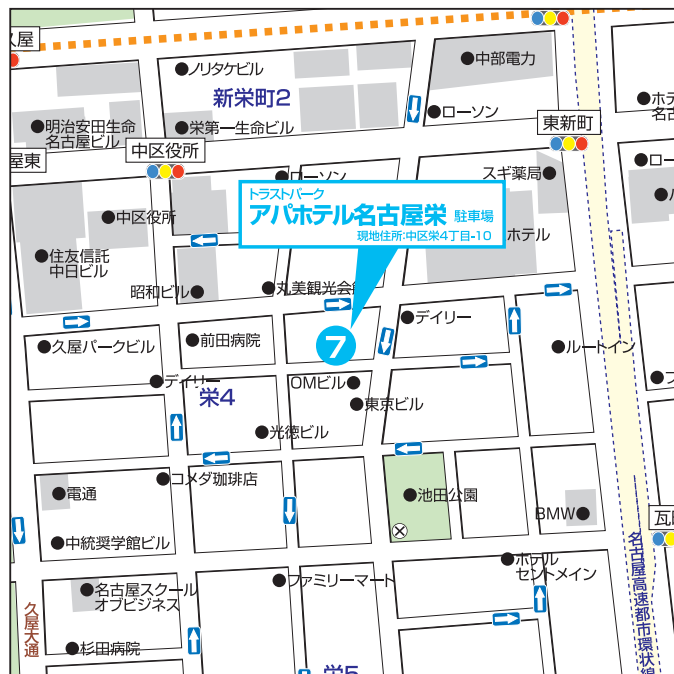 久屋
ノリタケビル
中部電力
新栄町2
ローソン
明治安田生命
名古屋ビル
栄第一生命ビル
東新町
中区役所
屋東
ローソン
スギ薬局
トラストパーク
アパホテル名古屋栄 駐車場
現地住所:中区栄4丁目-10
中区役所
ホテル
住友信託
中日ビル
昭和ビル
丸美観光会館
デイリー
久屋パークビル
前田病院
7
ルートイン
デイリー
OMビル
栄4
東京ビル
光徳ビル
コメダ珈琲店
電通
池田公園
BMW
中統奨学館ビル
名古屋高速都市環状線
ホテル
セントメイン
名古屋スクール
オブビジネス
ファミリーマート
久屋大通
杉田病院
栄5